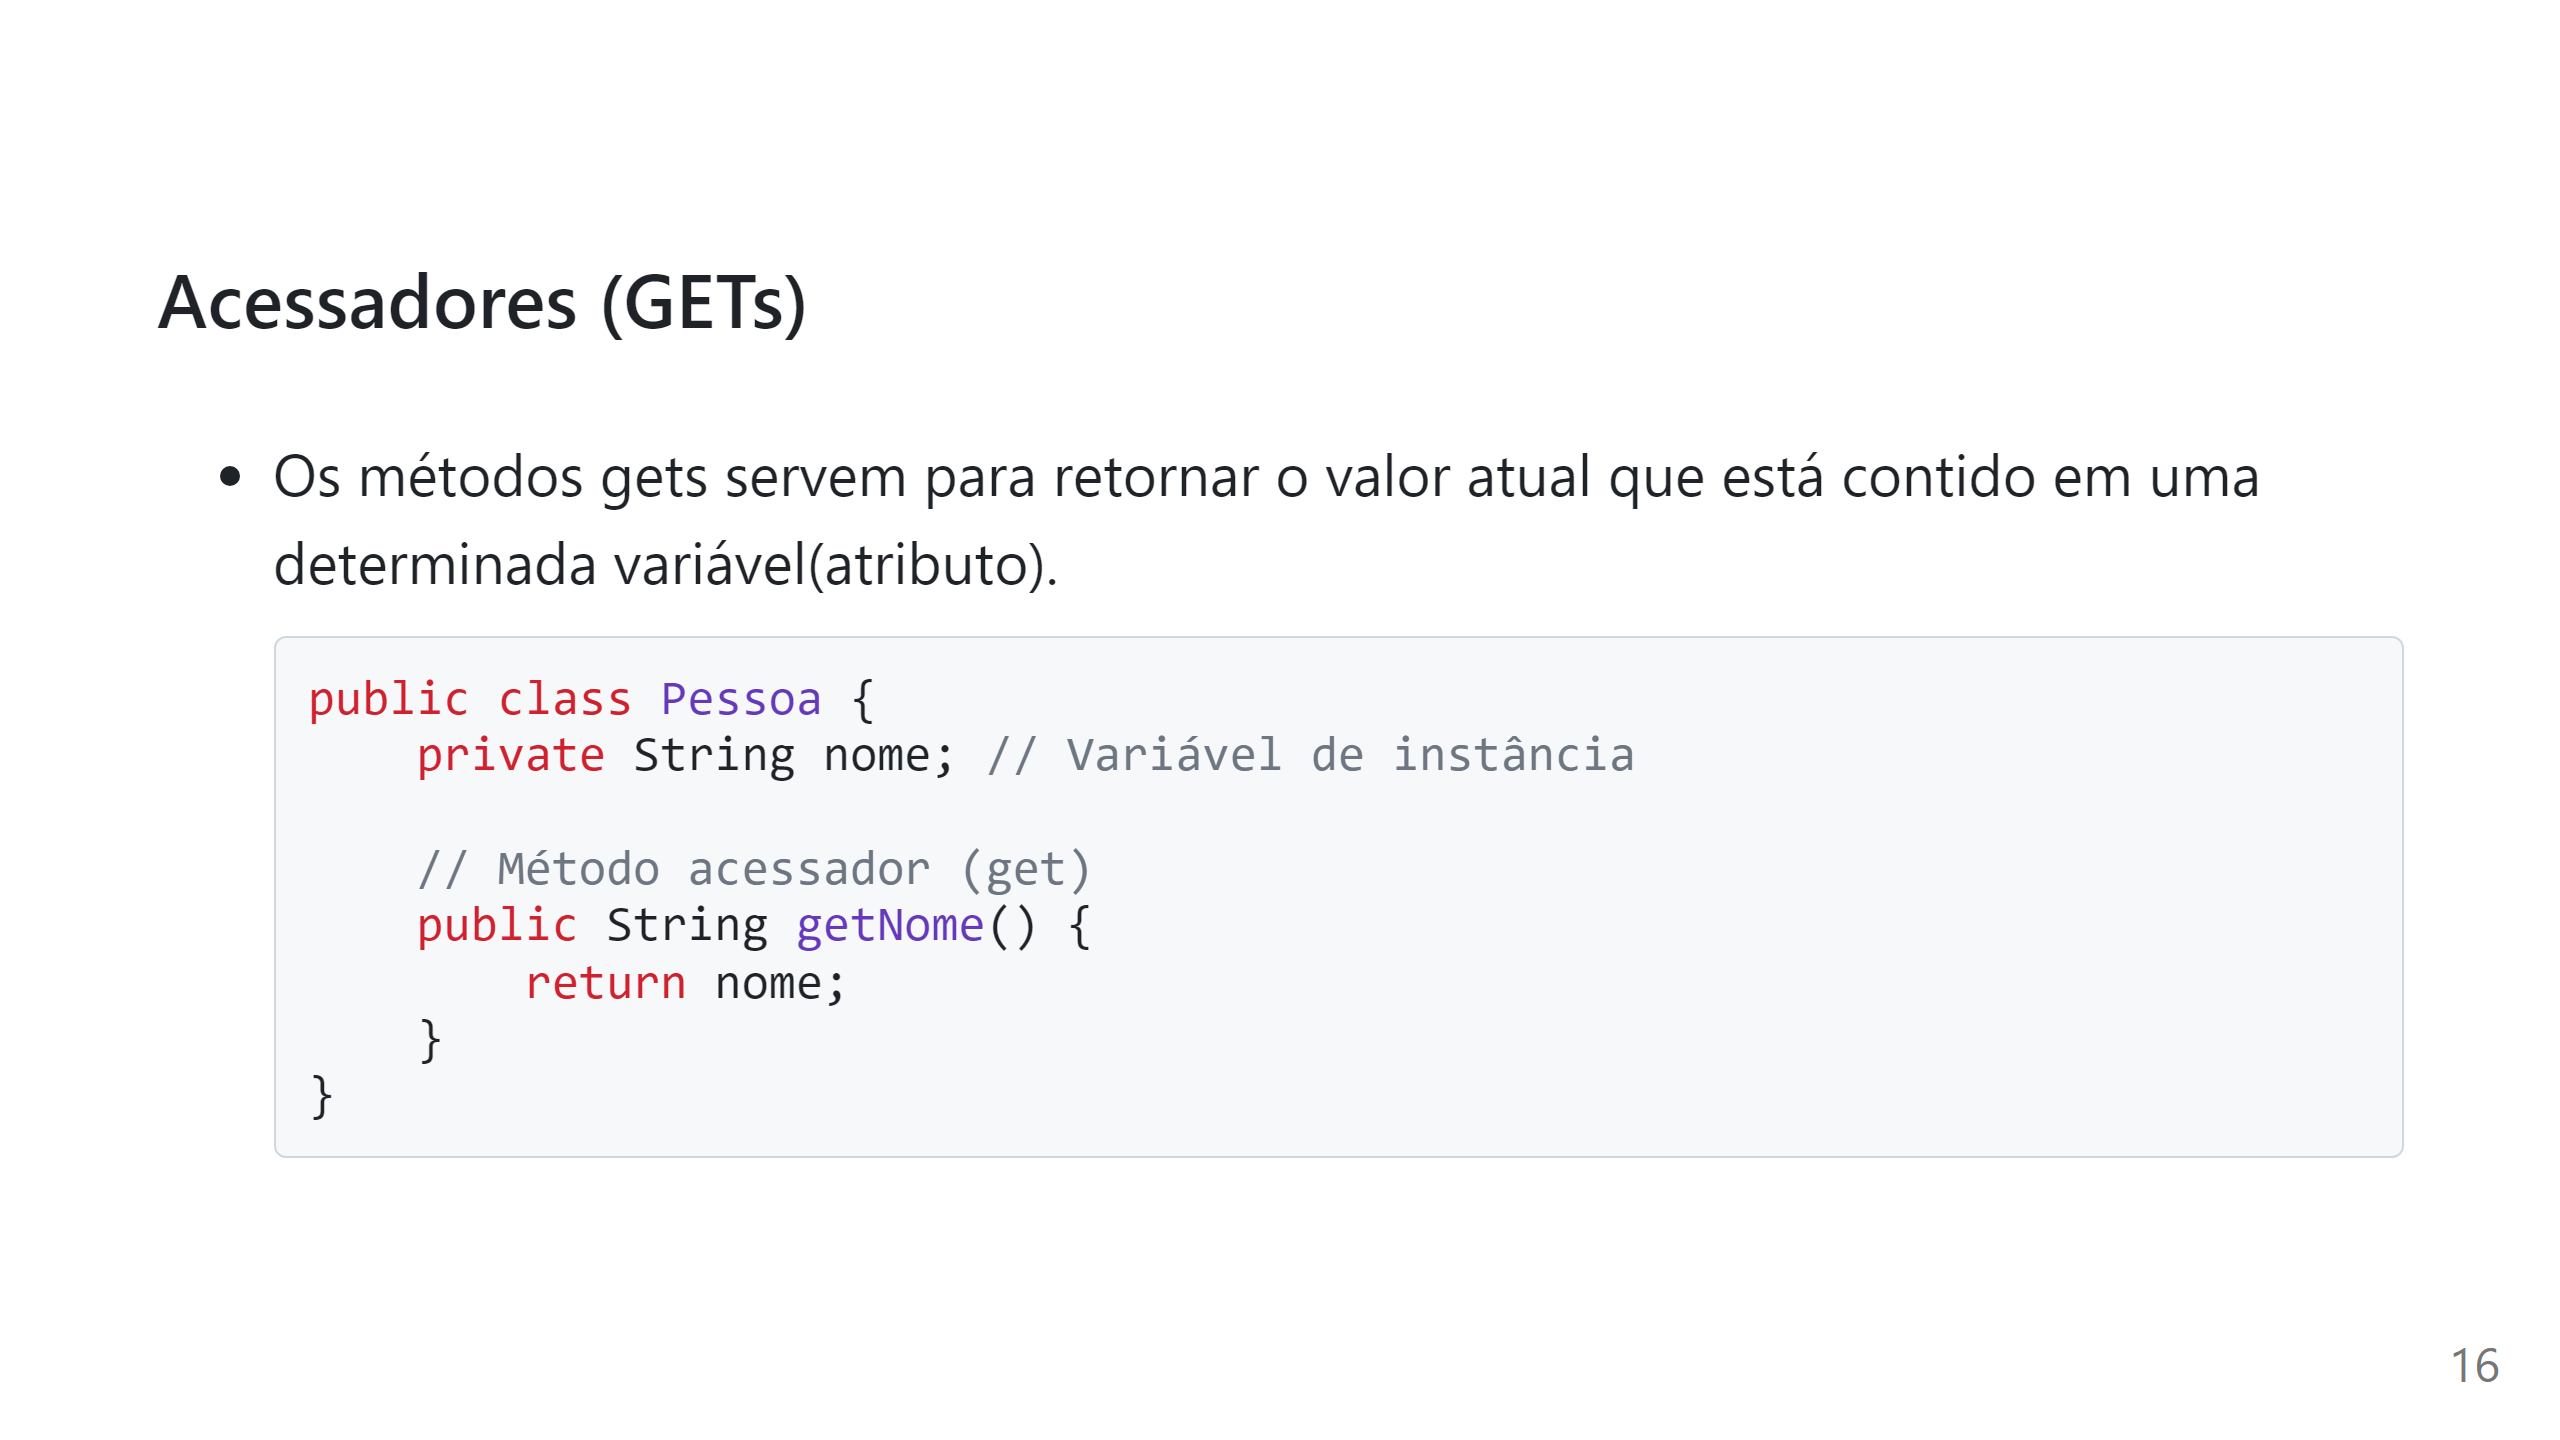 Acessadores (GETs)
• Os métodos gets servem para retornar o valor atual que está contido em uma
determinada variável(atributo).
public class Pessoa {
    private String nome; // Variável de instância

    // Método acessador (get)
    public String getNome() {
        return nome;
    }
}
16